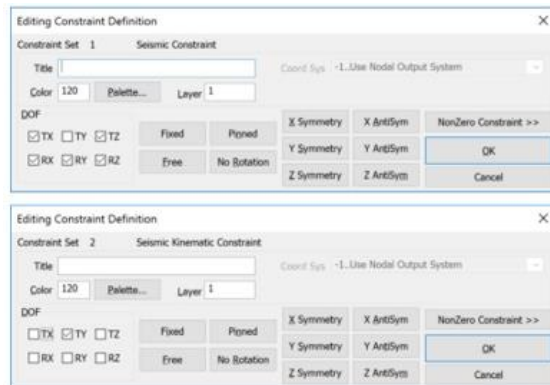 Editing Constraint Definition
Constraint Set 1 Seismic Constraint
Title Coord Sys -1..Use Nodal Output System
Color 120 Palette... Layer 1
DOF
TX TY TZ
RX RY RZ
Fixed Pinned
Free No Rotation
X Symmetry X AntiSym
Y Symmetry Y AntiSym
Z Symmetry Z AntiSym
NonZero Constraint >>
OK
Cancel
Editing Constraint Definition
Constraint Set 2 Seismic Kinematic Constraint
Title Coord Sys -1..Use Nodal Output System
Color 120 Palette... Layer 1
DOF
TX TY TZ
RX RY RZ
Fixed Pinned
Free No Rotation
X Symmetry X AntiSym
Y Symmetry Y AntiSym
Z Symmetry Z AntiSym
NonZero Constraint >>
OK
Cancel